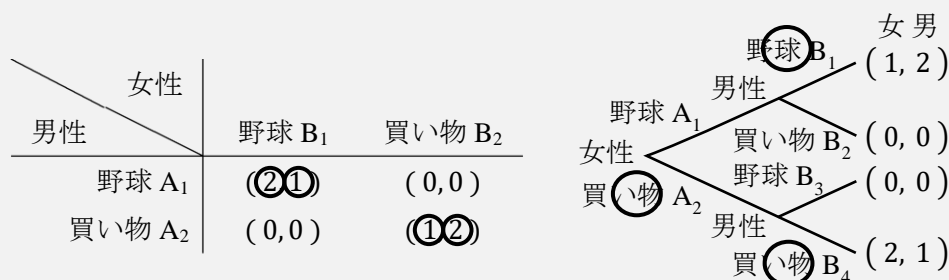 女性
男性
野球 B₁
買い物 B₂
野球 A₁
(2,1)
(0,0)
買い物 A₂
(0,0)
(1,2)
女 男
野球 B₁
(1, 2)
男性
野球 A₁
買い物 B₂
(0, 0)
女性
野球 B₃
(0, 0)
買い物 A₂
男性
(2, 1)
買い物 B₄